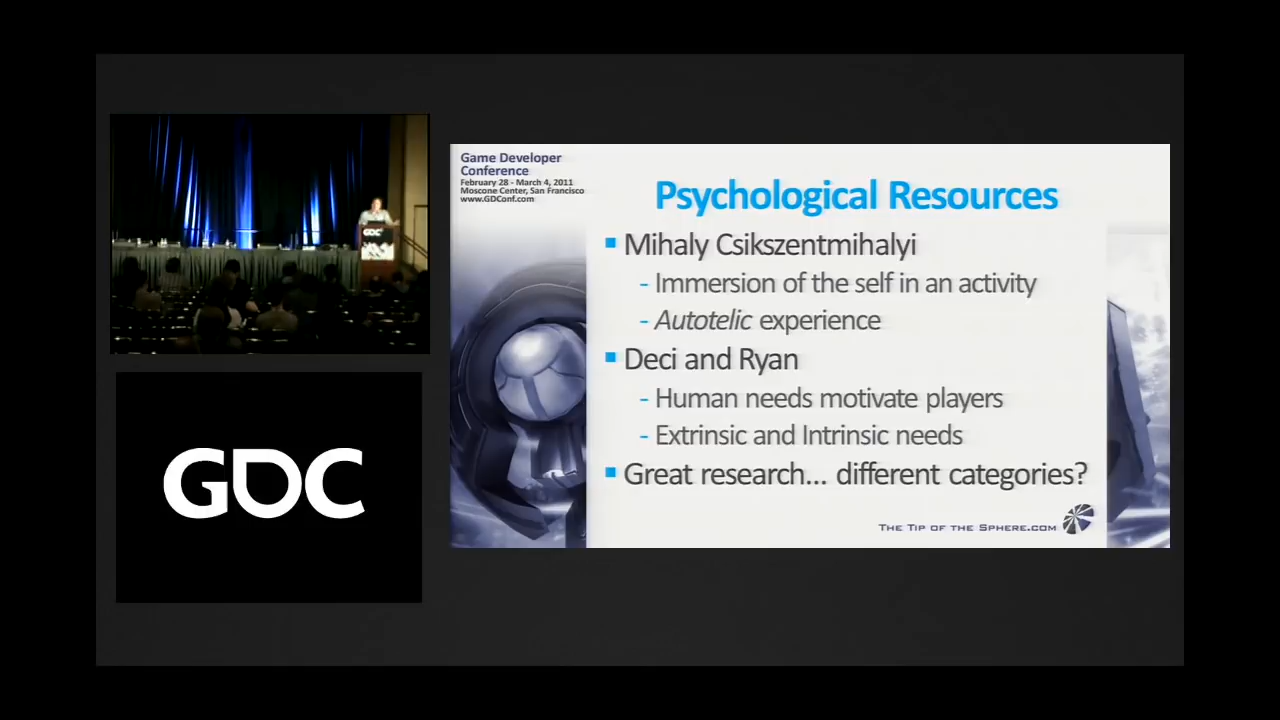 GDC
GDC
Game Developer
Conference
February 28 - March 4, 2011
Moscone Center, San Francisco
www.GDConf.com
Psychological Resources
Mihaly Csikszentmihalyi
- Immersion of the self in an activity
- Autotelic experience
Deci and Ryan
- Human needs motivate players
- Extrinsic and Intrinsic needs
Great research... different categories?
The Tip of the Sphere.com